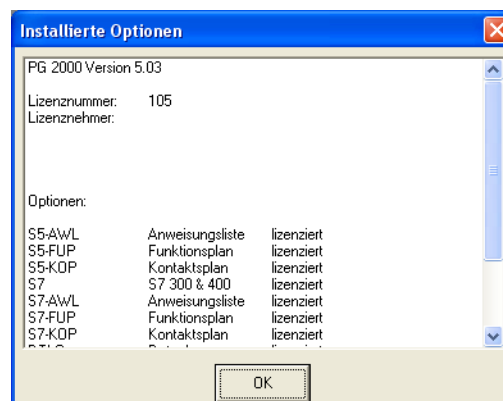 Installierte Optionen
PG 2000 Version 5.03
Lizenznummer: 105
Lizenznehmer:
Optionen:
S5-AWL Anweisungsliste lizenziert
S5-FUP Funktionsplan lizenziert
S5-KOP Kontaktsplan lizenziert
S7 S7 300 & 400 lizenziert
S7-AWL Anweisungsliste lizenziert
S7-FUP Funktionsplan lizenziert
S7-KOP Kontaktsplan lizenziert
OK